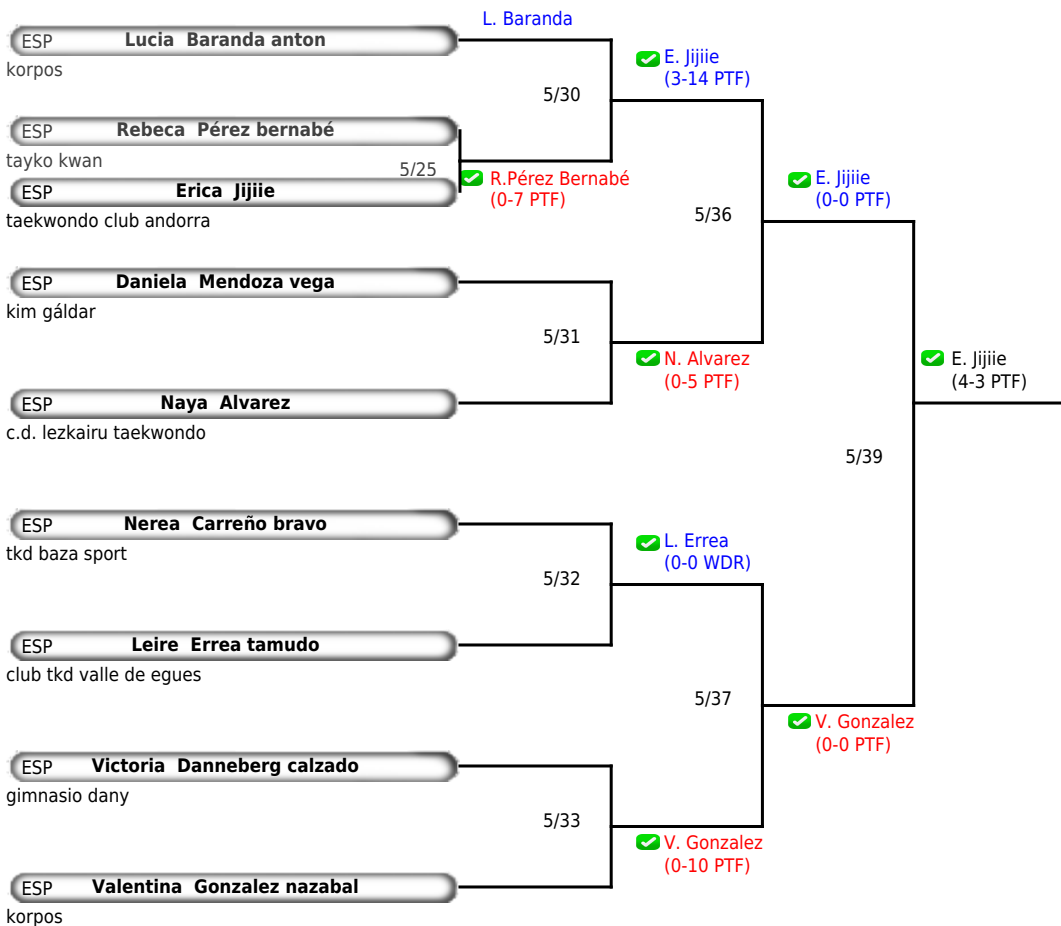 L. Baranda
ESP Lucia Baranda anton
korpos
E. Jijiie
(3-14 PTF)
5/30
ESP Rebeca Pérez bernabé
tayko kwan
5/25
R.Pérez Bernabé
(0-7 PTF)
ESP Erica Jijiie
taekwondo club andorra
E. Jijiie
(0-0 PTF)
5/36
ESP Daniela Mendoza vega
kim gáldar
5/31
N. Alvarez
(0-5 PTF)
E. Jijiie
(4-3 PTF)
ESP Naya Alvarez
c.d. lezkairu taekwondo
5/39
ESP Nerea Carreño bravo
tkd baza sport
L. Errea
(0-0 WDR)
5/32
ESP Leire Errea tamudo
club tkd valle de egues
5/37
V. Gonzalez
(0-0 PTF)
ESP Victoria Danneberg calzado
gimnasio dany
5/33
V. Gonzalez
(0-10 PTF)
ESP Valentina Gonzalez nazabal
korpos